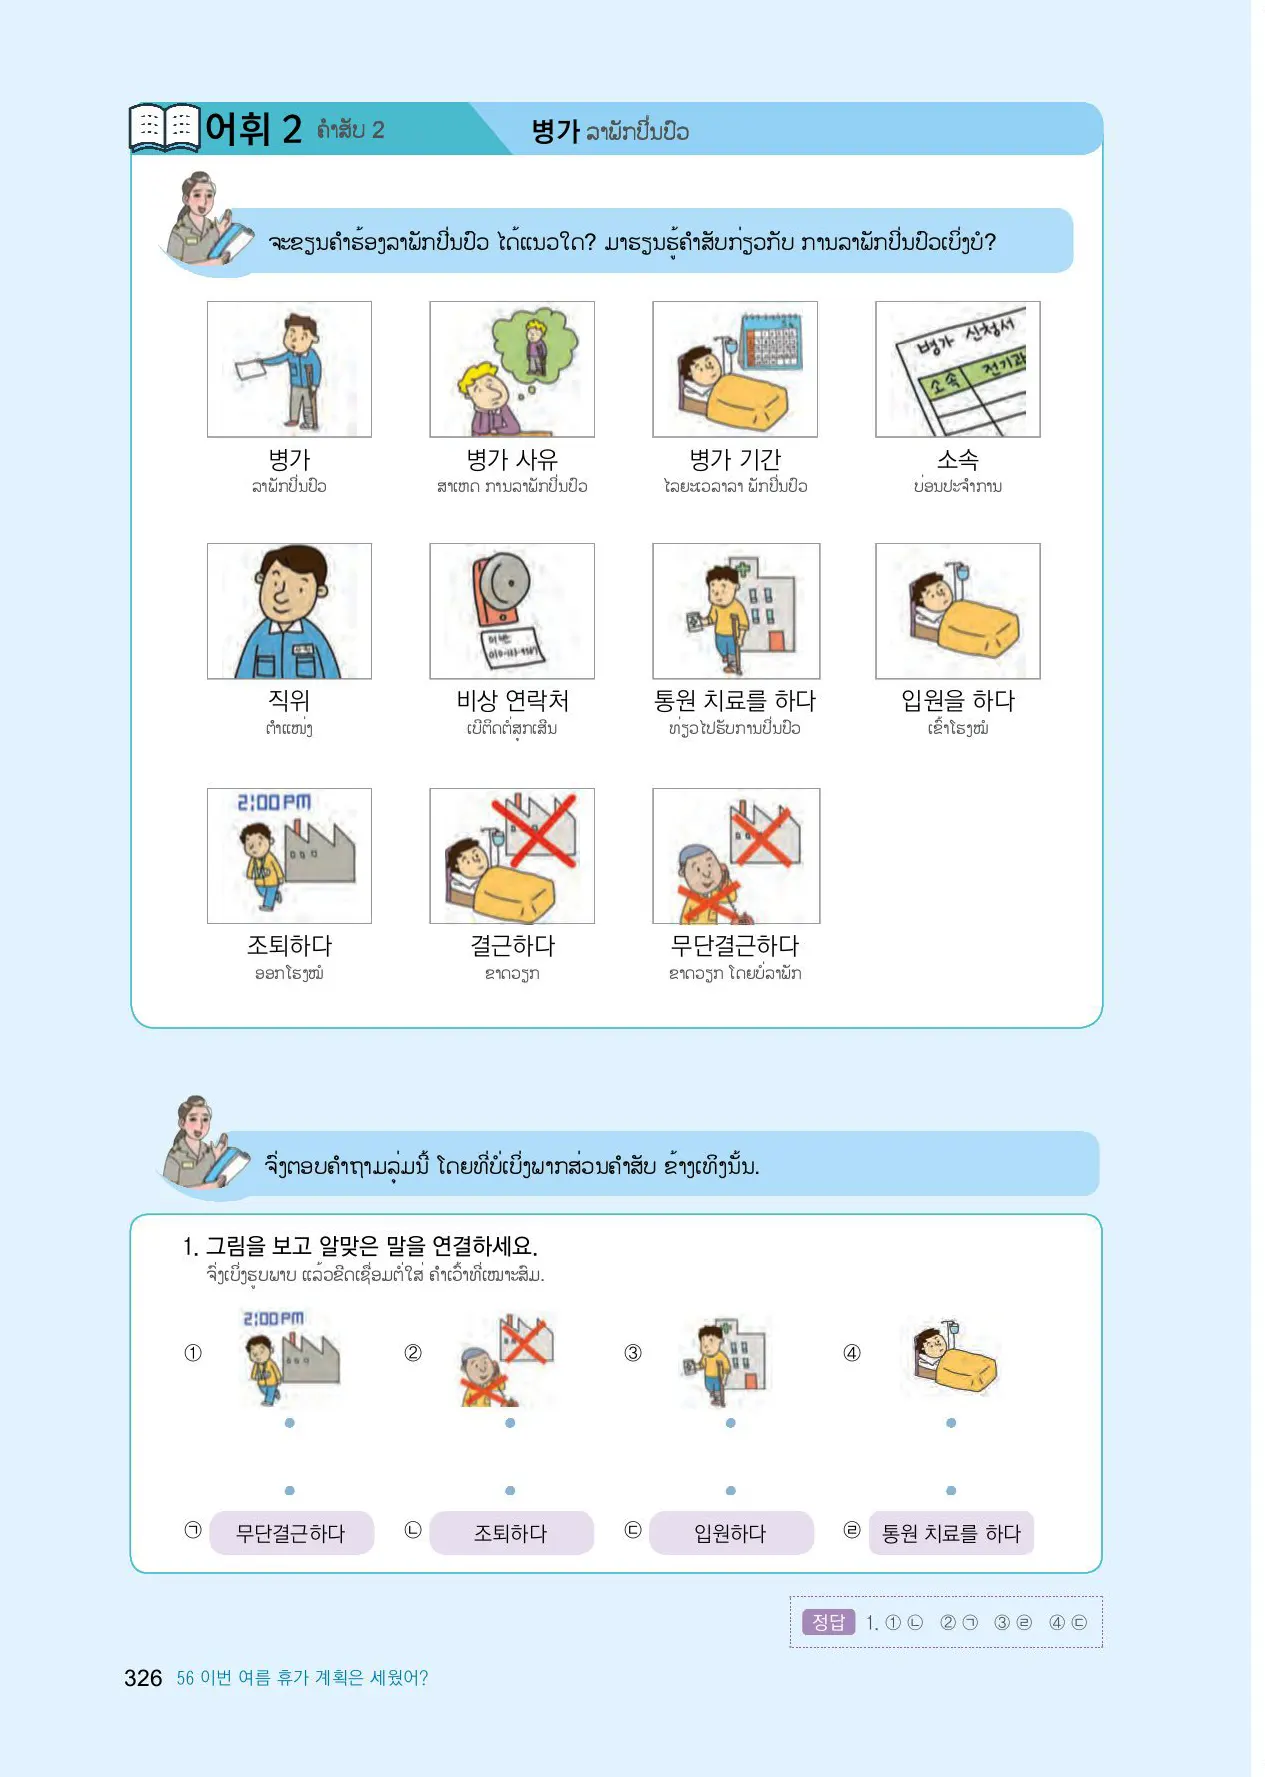 어휘 2 ຄຳສັບ 2 병가 ລາພັກປິ່ນປົວ
ຈະຂຽນຄຳຮ້ອງລາພັກປິ່ນປົວ ໄດ້ແນວໃດ? ມາຮຽນຮູ້ຄຳສັບກ່ຽວກັບ ການລາພັກປິ່ນປົວເບິ່ງບໍ?
병가 신청서
소속 전기과
병가 병가 사유 병가 기간 소속
ລາພັກປິ່ນປົວ ສາເຫດ ການລາພັກປິ່ນປົວ ໄລຍະເວລາລາ ພັກປິ່ນປົວ ບ່ອນປະຈຳການ
직위 비상 연락처 통원 치료를 하다 입원을 하다
ຕຳແໜ່ງ ເບີຕິດຕໍ່ສຸກເສີນ ທ່ຽວໄປຮັບການປິ່ນປົວ ເຂົ້າໂຮງໝໍ
2:00PM
조퇴하다 결근하다 무단결근하다
ອອກໂຮງໝໍ ຂາດວຽກ ຂາດວຽກ ໂດຍບໍ່ລາພັກ
ຈົ່ງຕອບຄຳຖາມລຸ່ມນີ້ ໂດຍທີ່ບໍ່ເບິ່ງພາກສ່ວນຄຳສັບ ຂ້າງເທິງນັ້ນ.
1. 그림을 보고 알맞은 말을 연결하세요.
ຈົ່ງເບິ່ງຮູບພາບ ແລ້ວຂີດເຊື່ອມຕໍ່ໃສ່ ຄຳເວົ້າທີ່ເໝາະສົມ.
2:00PM
① ② ③ ④
㉠ 무단결근하다 ㉡ 조퇴하다 ㉢ 입원하다 ㉣ 통원 치료를 하다
정답 1. ① ㉡ ② ㉠ ③ ㉣ ④ ㉢
326 56 이번 여름 휴가 계획은 세웠어?